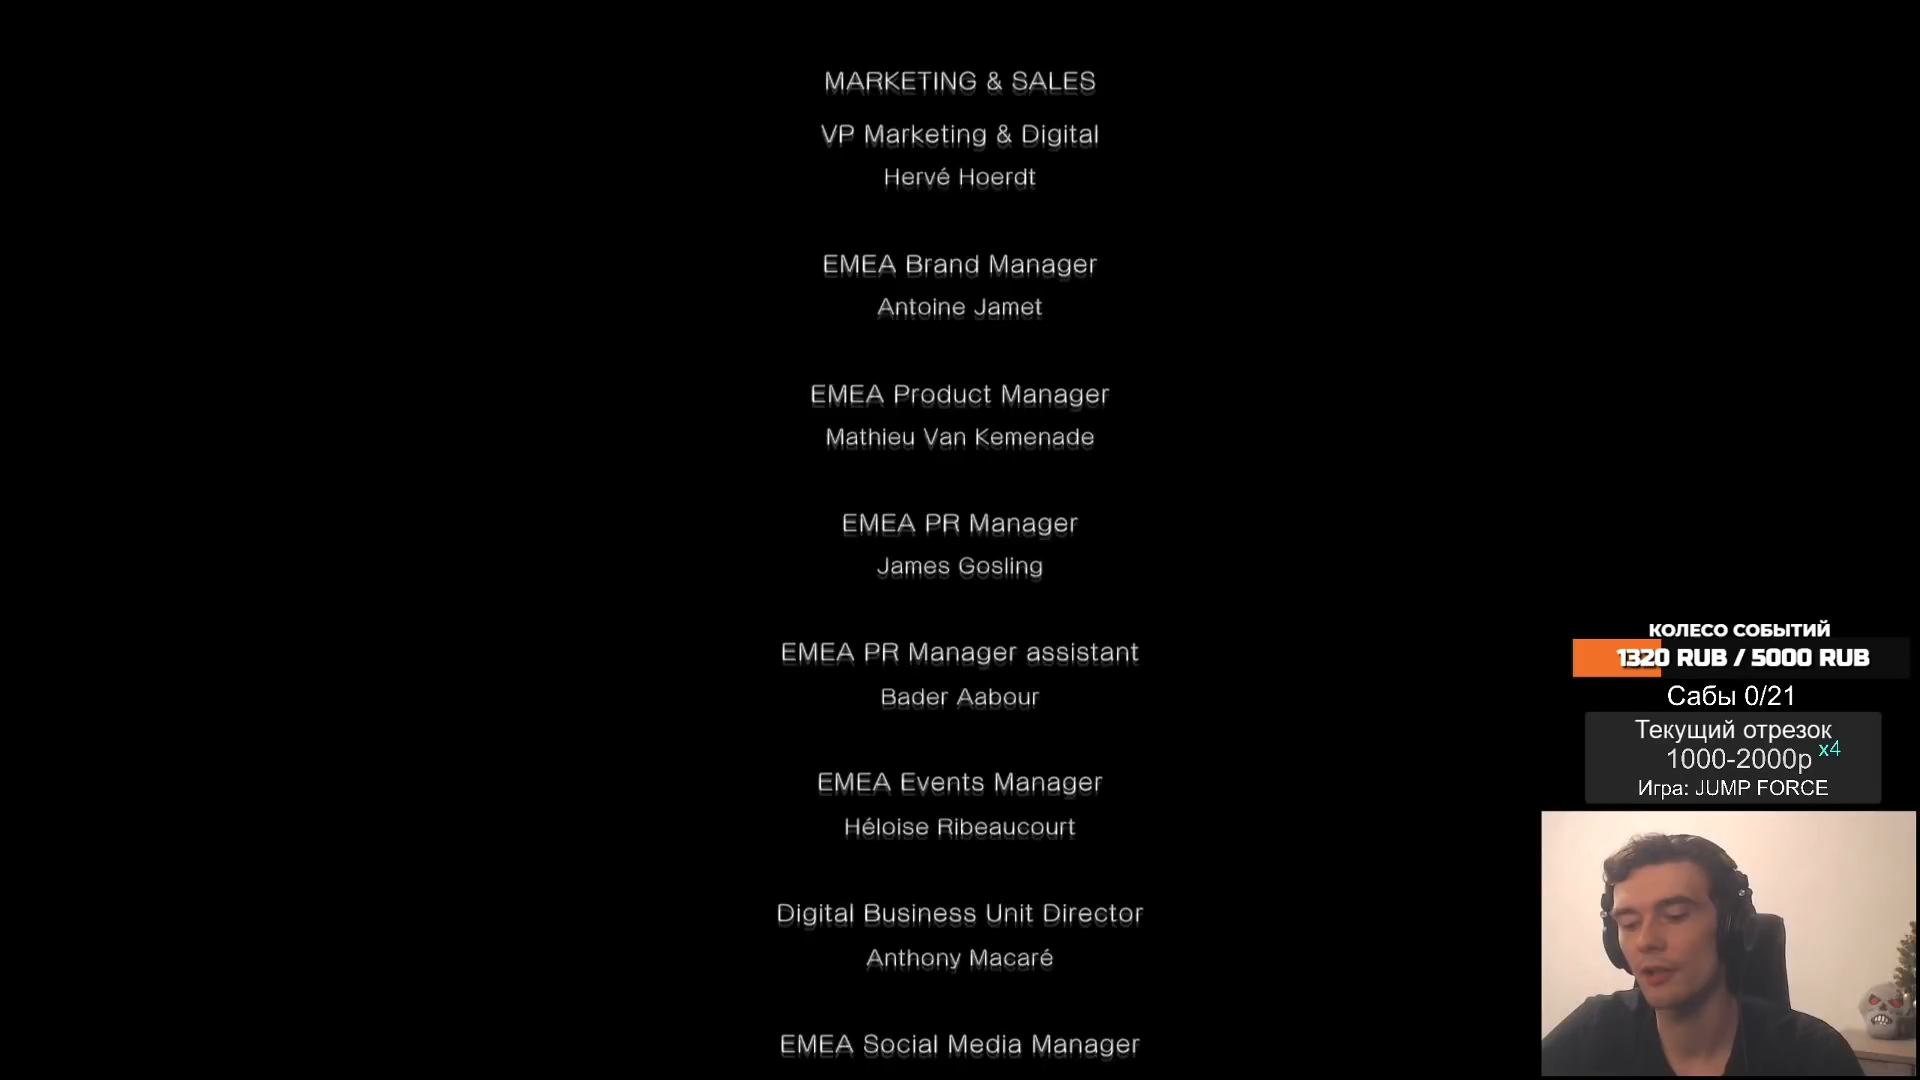 MARKETING & SALES
VP Marketing & Digital
Hervé Hoerdt
EMEA Brand Manager
Antoine Jamet
EMEA Product Manager
Mathieu Van Kemenade
EMEA PR Manager
James Gosling
EMEA PR Manager assistant
Bader Aabour
EMEA Events Manager
Héloise Ribeaucourt
Digital Business Unit Director
Anthony Macaré
EMEA Social Media Manager
КОЛЕСО СОБЫТИЙ
1320 RUB / 5000 RUB
Сабы 0/21
Текущий отрезок
1000-2000р x4
Игра: JUMP FORCE